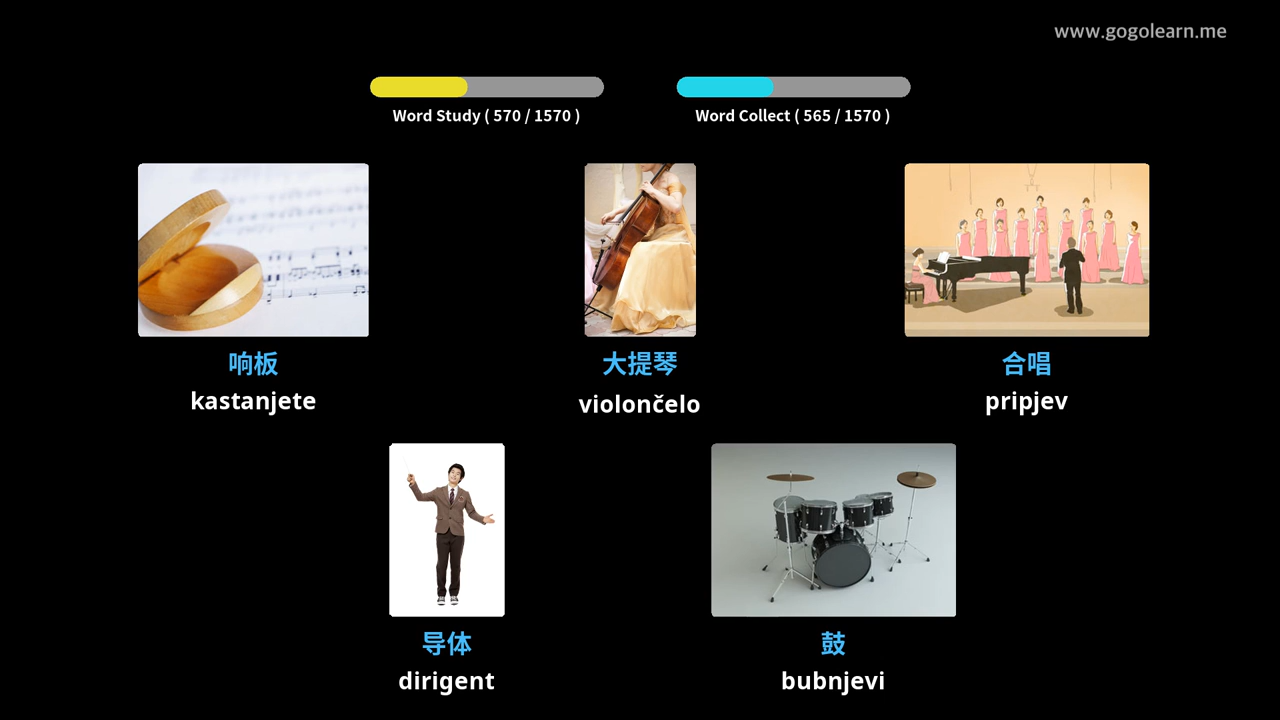 www.gogolearn.me
Word Study ( 570 / 1570 )
Word Collect ( 565 / 1570 )
响板
kastanjete
大提琴
violončelo
合唱
pripjev
导体
dirigent
鼓
bubnjevi